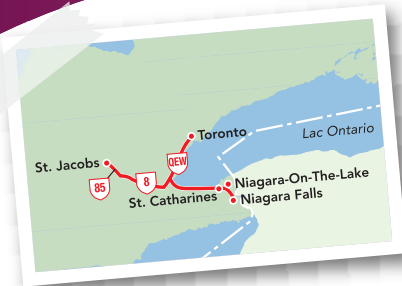 Toronto
Lac Ontario
QEW
St. Jacobs
85
8
Niagara-On-The-Lake
St. Catharines
Niagara Falls